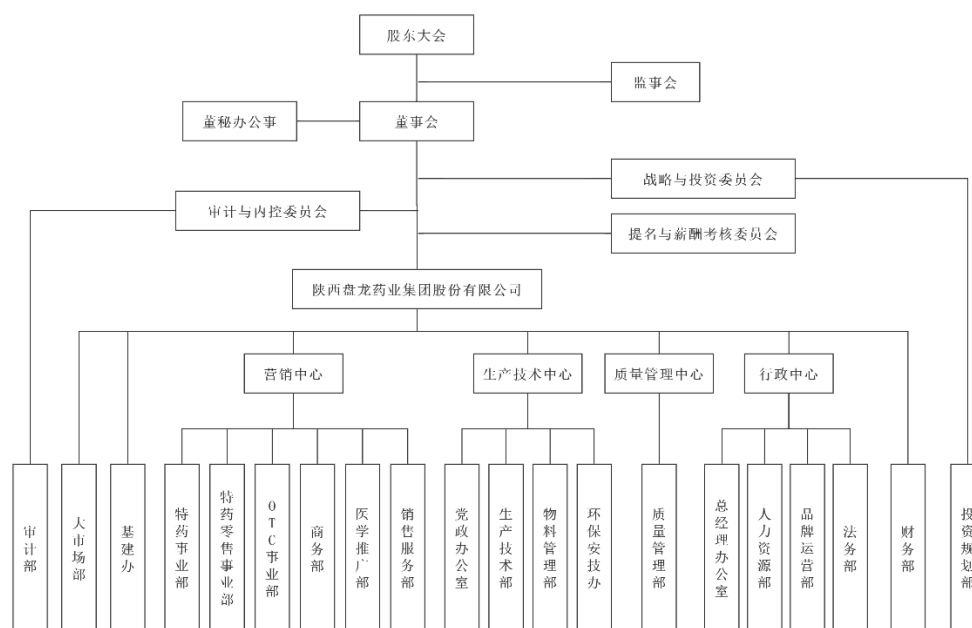 股东大会
监事会
董秘办公事
董事会
战略与投资委员会
审计与内控委员会
提名与薪酬考核委员会
陕西盘龙药业集团股份有限公司
营销中心
生产技术中心
质量管理中心
行政中心
审计部
大市场部
基建办
特药事业部
特药零售事业部
OTC事业部
商务部
医学推广部
销售服务部
党政办公室
生产技术部
物料管理部
环保安技办
质量管理部
总经理办公室
人力资源部
品牌运营部
法务部
财务部
投资规划部